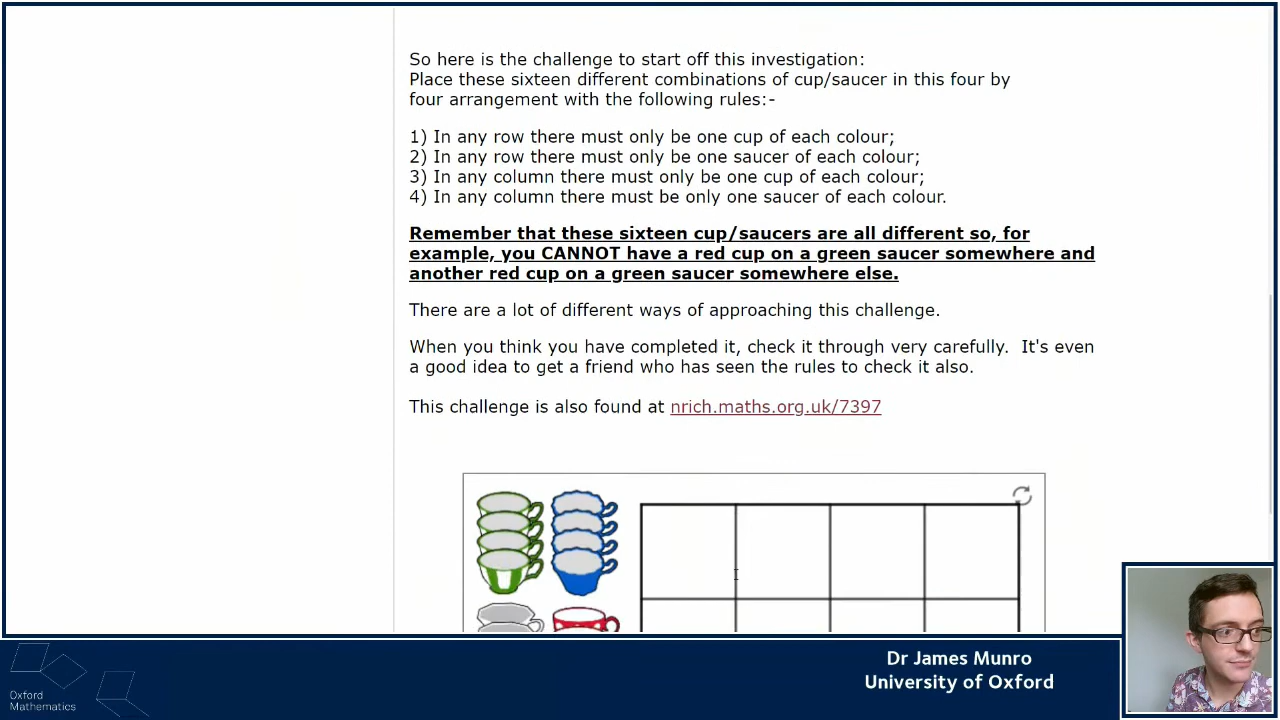 So here is the challenge to start off this investigation:
Place these sixteen different combinations of cup/saucer in this four by
four arrangement with the following rules:-
1) In any row there must only be one cup of each colour;
2) In any row there must only be one saucer of each colour;
3) In any column there must only be one cup of each colour;
4) In any column there must be only one saucer of each colour.
Remember that these sixteen cup/saucers are all different so, for
example, you CANNOT have a red cup on a green saucer somewhere and
another red cup on a green saucer somewhere else.
There are a lot of different ways of approaching this challenge.
When you think you have completed it, check it through very carefully.  It's even
a good idea to get a friend who has seen the rules to check it also.
This challenge is also found at nrich.maths.org.uk/7397
Dr James Munro
University of Oxford
Oxford
Mathematics